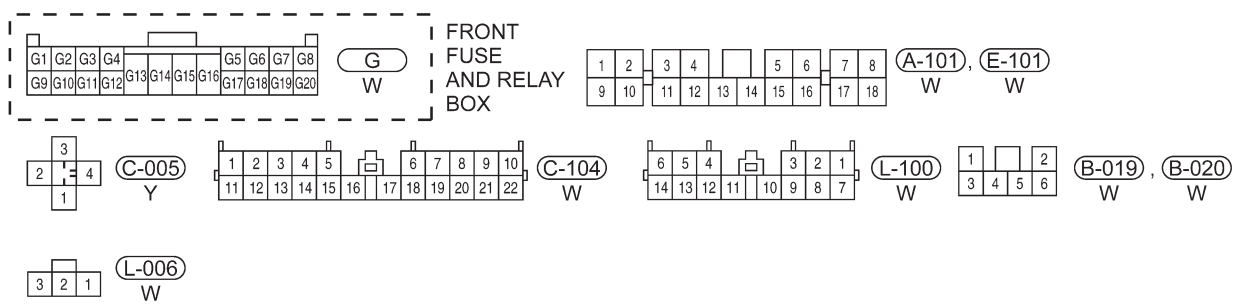 FRONT
FUSE
AND RELAY
BOX
G1 G2 G3 G4 G13 G14 G15 G16 G5 G6 G7 G8
G9 G10 G11 G12 G17 G18 G19 G20
G
W
1 2 3 4 5 6 7 8
9 10 11 12 13 14 15 16 17 18
A-101, E-101
W W
3
2 4
1
C-005
Y
1 2 3 4 5 6 7 8 9 10
11 12 13 14 15 16 17 18 19 20 21 22
C-104
W
6 5 4 3 2 1
14 13 12 11 10 9 8 7
L-100
W
1 2
3 4 5 6
B-019 , B-020
W W
3 2 1
L-006
W